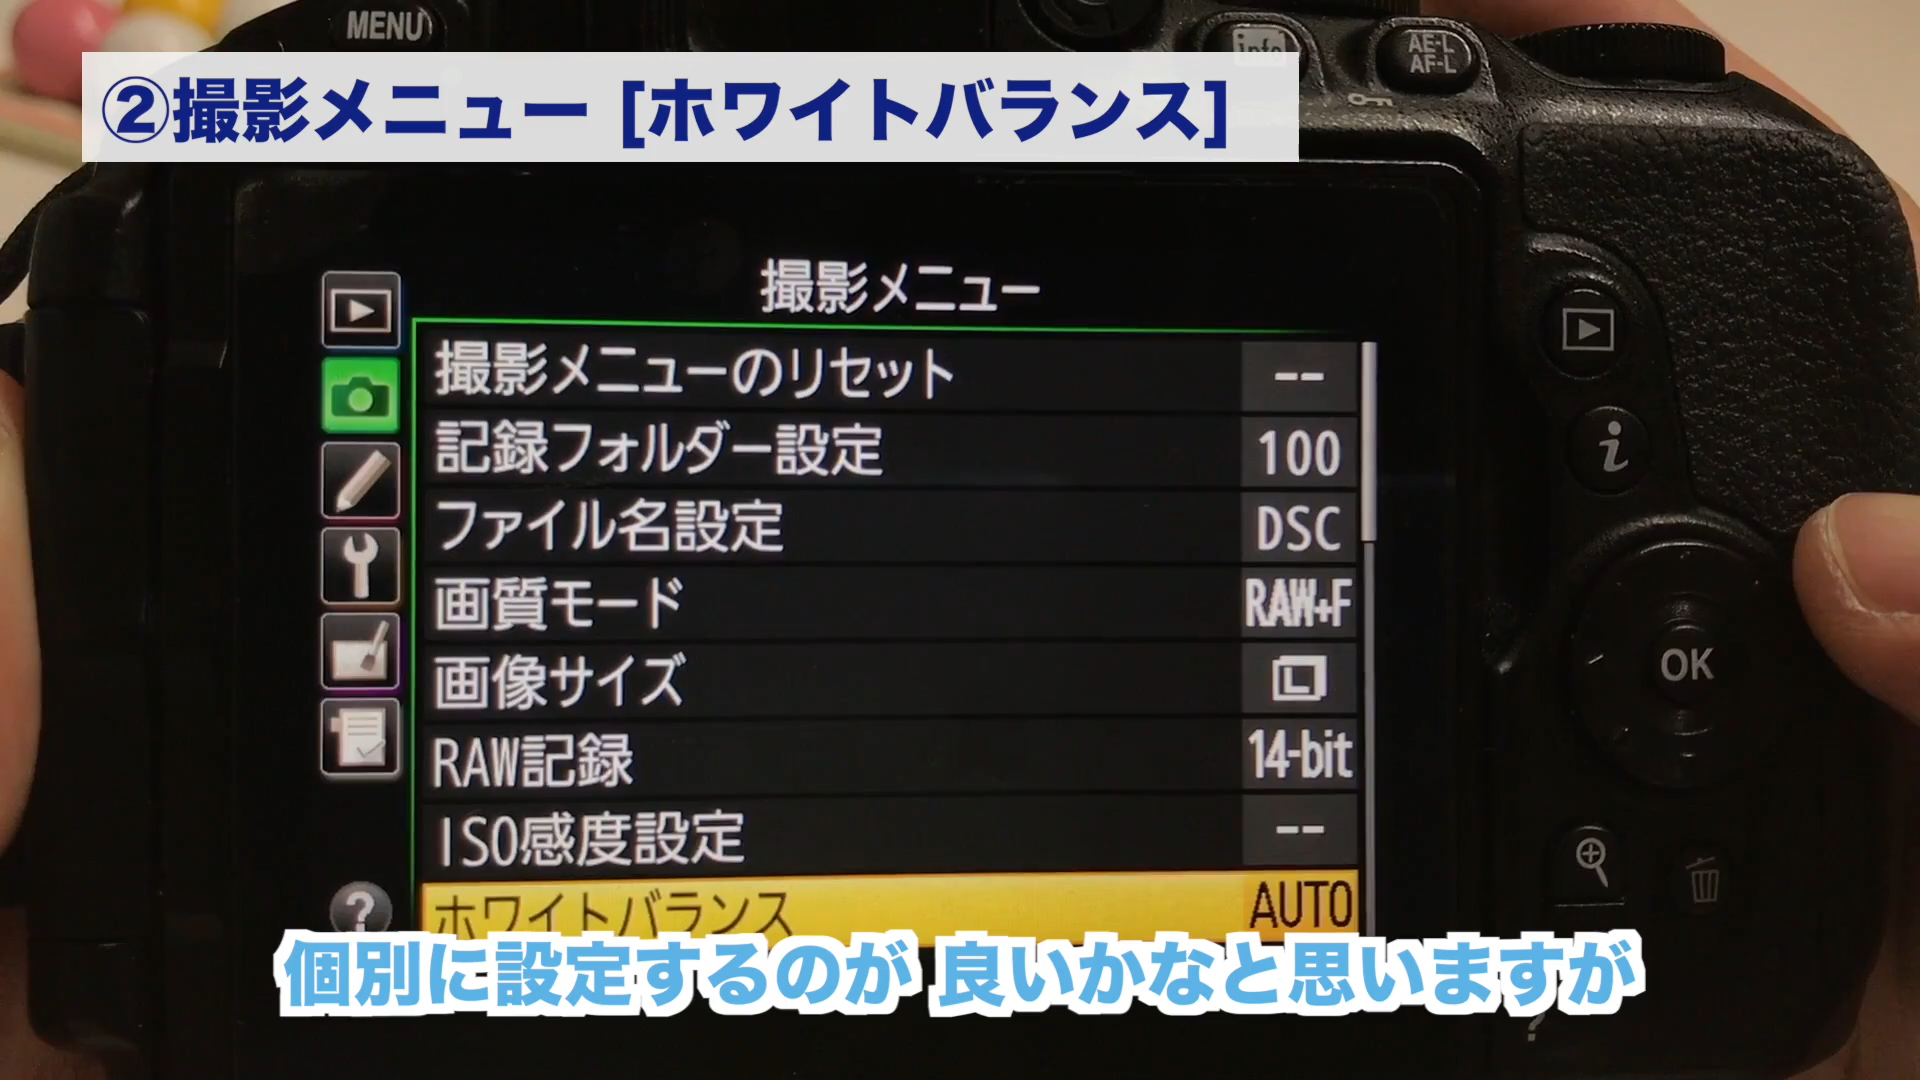 MENU
info
AE-L
AF-L
②撮影メニュー [ホワイトバランス]
撮影メニュー
撮影メニューのリセット --
記録フォルダー設定 100
ファイル名設定 DSC
画質モード RAW+F
画像サイズ L
RAW記録 14-bit
ISO感度設定 --
ホワイトバランス AUTO
i
OK
?
個別に設定するのが 良いかなと思いますが
?